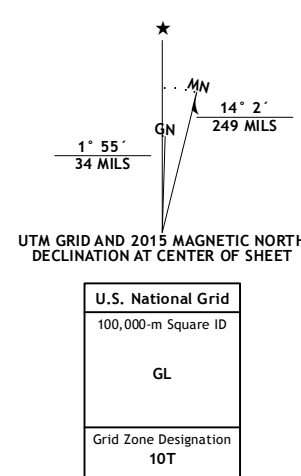 ★
MN
GN
1° 55´
34 MILS
14° 2´
249 MILS
UTM GRID AND 2015 MAGNETIC NORTH
DECLINATION AT CENTER OF SHEET
U.S. National Grid
100,000-m Square ID
GL
Grid Zone Designation
10T